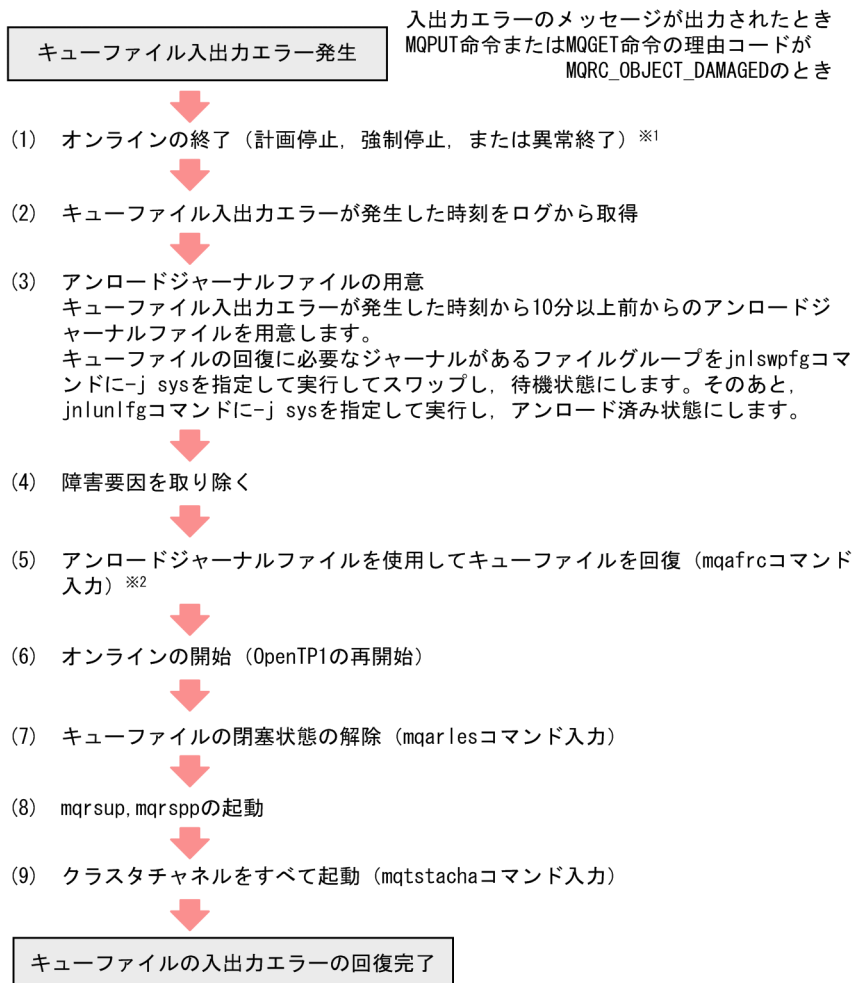 入出力エラーのメッセージが出力されたとき
MQPUT命令またはMQGET命令の理由コードが
MQRC_OBJECT_DAMAGEDのとき
キューファイル入出力エラー発生
(1) オンラインの終了（計画停止，強制停止，または異常終了）※1
(2) キューファイル入出力エラーが発生した時刻をログから取得
(3) アンロードジャーナルファイルの用意
キューファイル入出力エラーが発生した時刻から10分以上前からのアンロードジ
ャーナルファイルを用意します。
キューファイルの回復に必要なジャーナルがあるファイルグループをjnlswpfgコマ
ンドに-j sysを指定して実行してスワップし，待機状態にします。そのあと，
jnlunlfgコマンドに-j sysを指定して実行し，アンロード済み状態にします。
(4) 障害要因を取り除く
(5) アンロードジャーナルファイルを使用してキューファイルを回復（mqafrcコマンド
入力）※2
(6) オンラインの開始（OpenTP1の再開始）
(7) キューファイルの閉塞状態の解除（mqarlesコマンド入力）
(8) mqrsup,mqrsppの起動
(9) クラスタチャネルをすべて起動（mqtstachaコマンド入力）
キューファイルの入出力エラーの回復完了